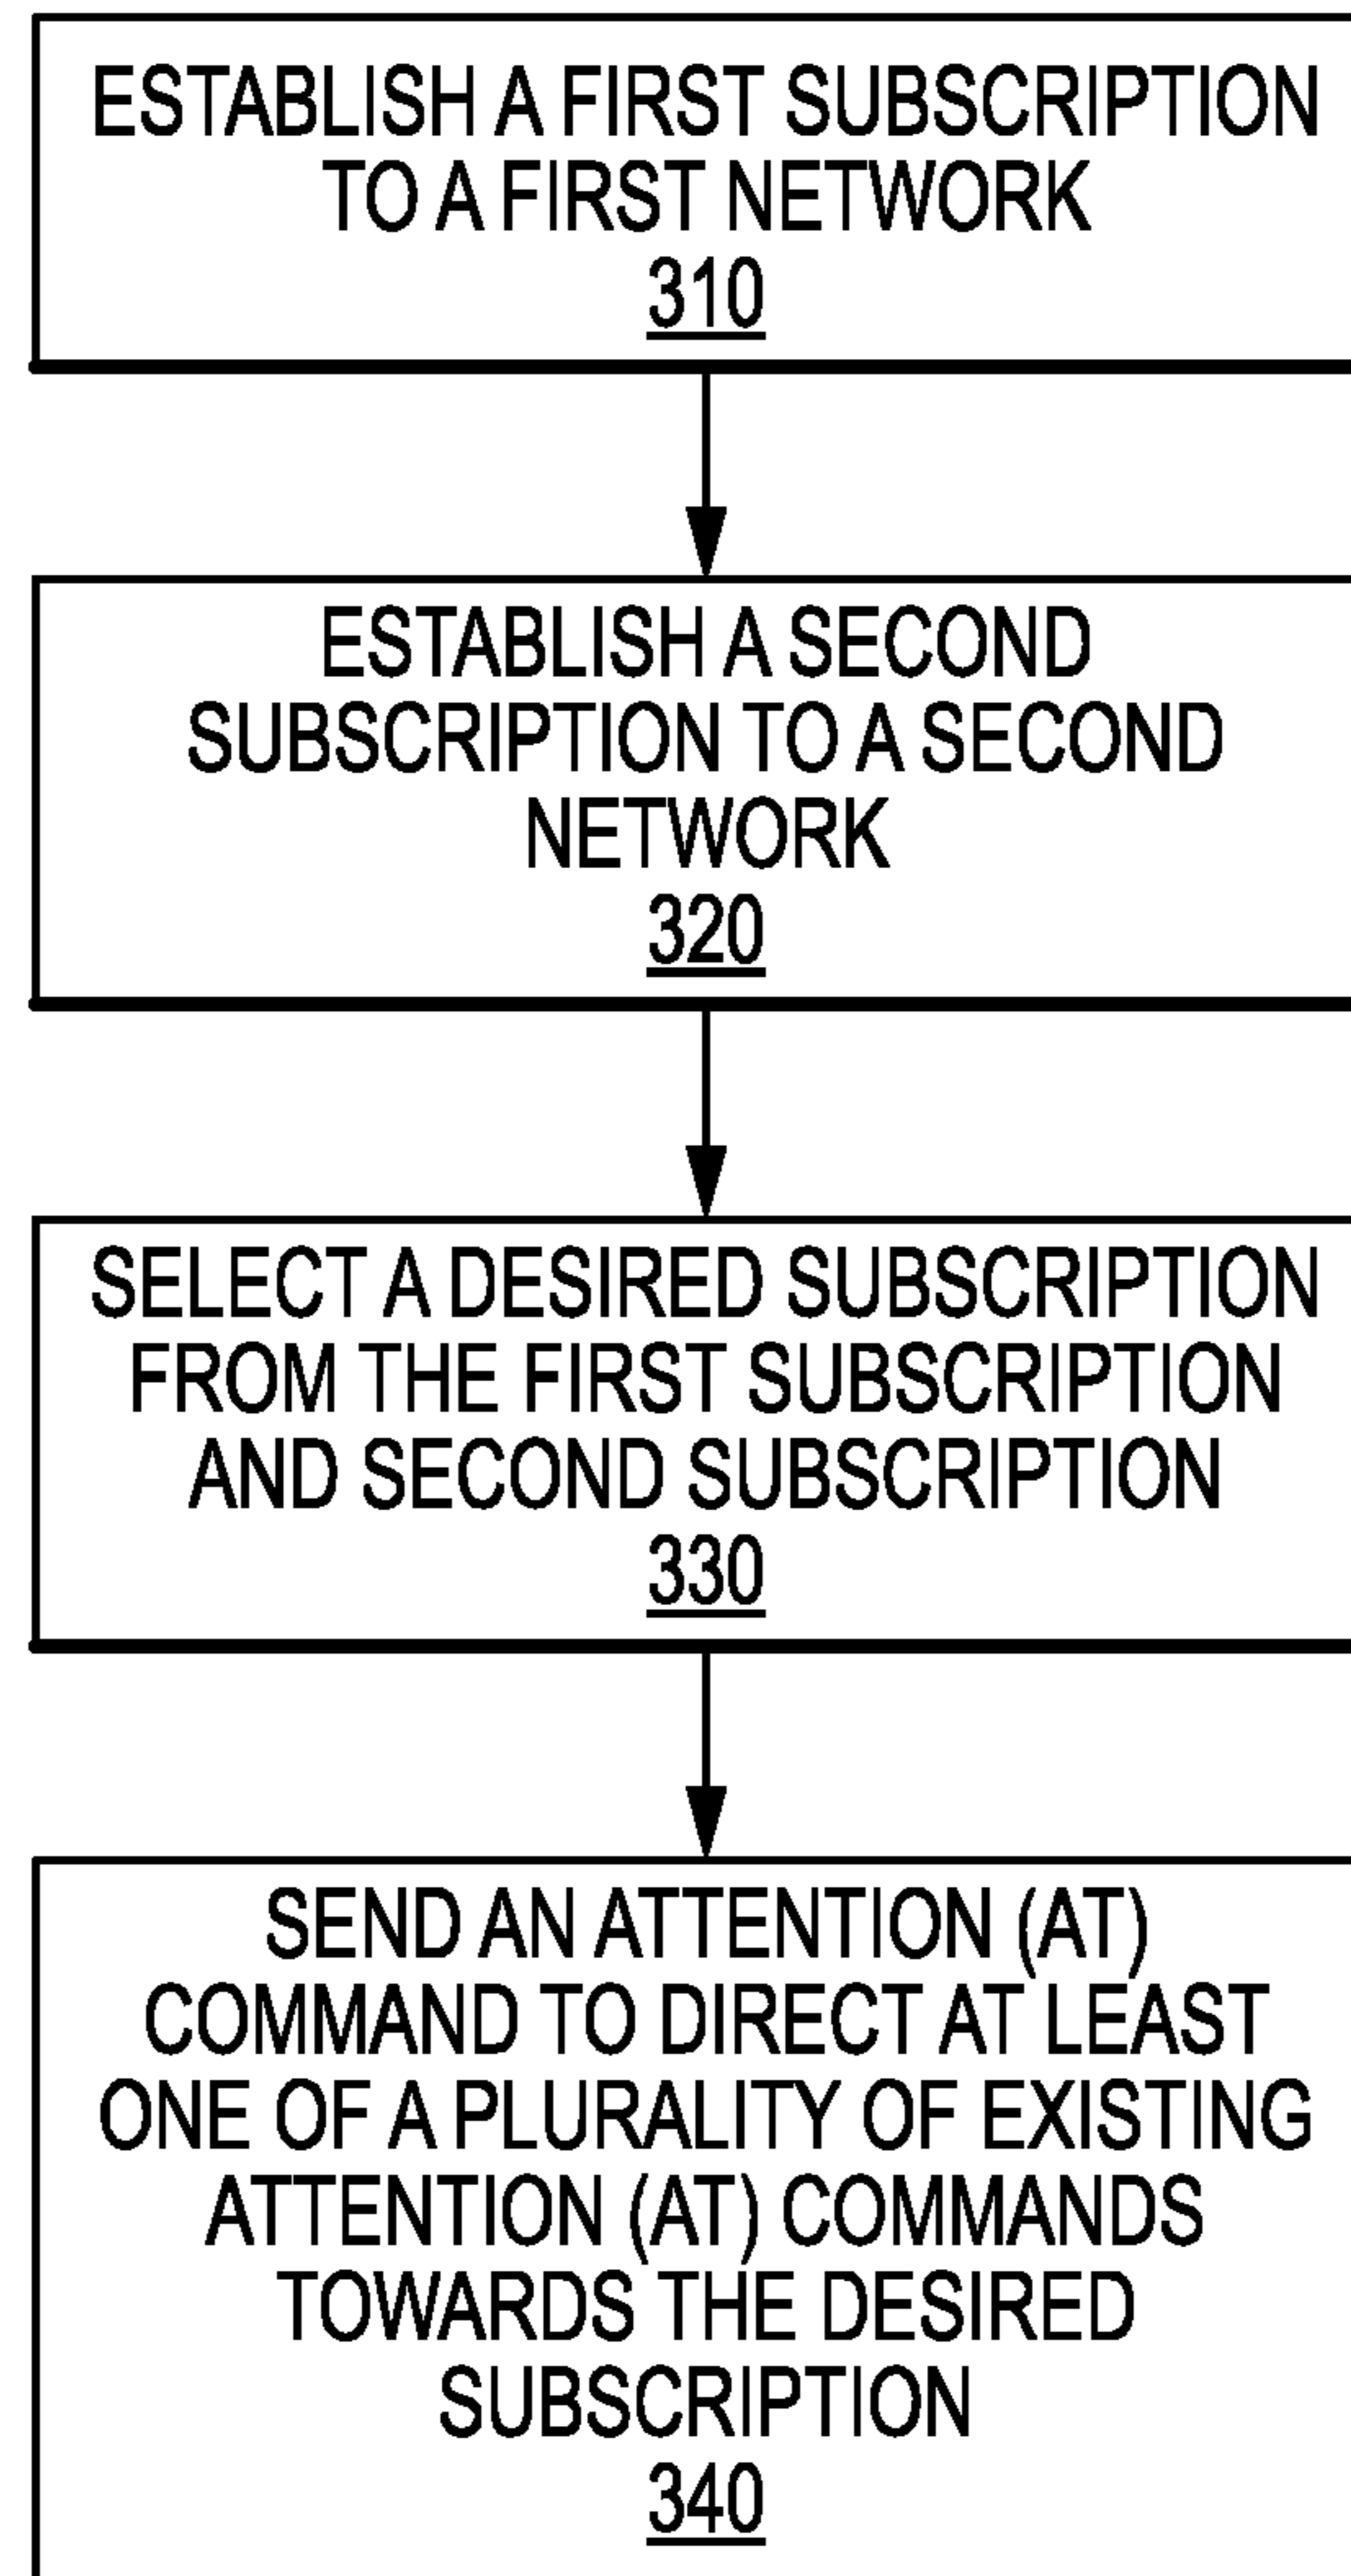 ESTABLISH A FIRST SUBSCRIPTION
TO A FIRST NETWORK
310
ESTABLISH A SECOND
SUBSCRIPTION TO A SECOND
NETWORK
320
SELECT A DESIRED SUBSCRIPTION
FROM THE FIRST SUBSCRIPTION
AND SECOND SUBSCRIPTION
330
SEND AN ATTENTION (AT)
COMMAND TO DIRECT AT LEAST
ONE OF A PLURALITY OF EXISTING
ATTENTION (AT) COMMANDS
TOWARDS THE DESIRED
SUBSCRIPTION
340